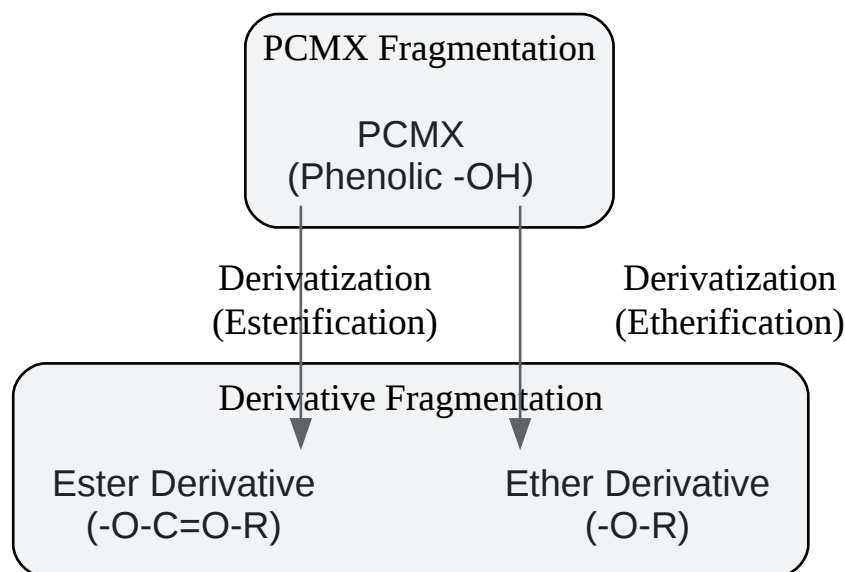 PCMX Fragmentation
PCMX
(Phenolic -OH)
Derivatization
(Esterification)
Derivatization
(Etherification)
Derivative Fragmentation
Ester Derivative
(-O-C=O-R)
Ether Derivative
(-O-R)